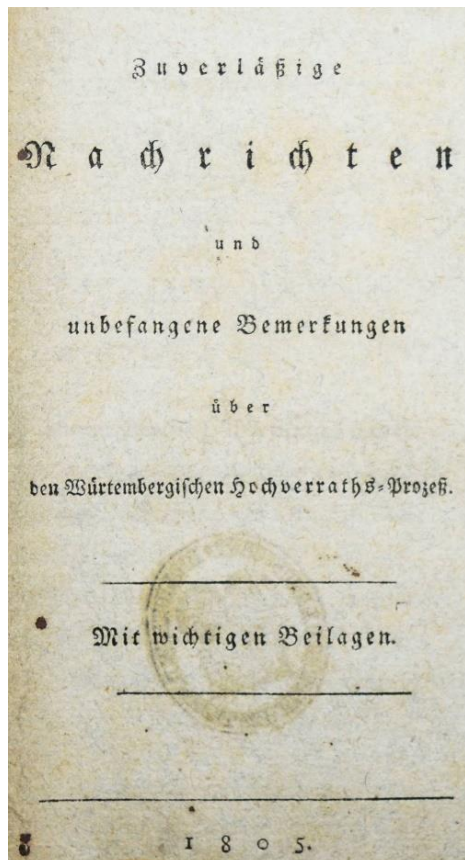 Zuverläßige
Nachrichten
und
unbefangene Bemerkungen
über
den Würtembergischen Hochverraths-Prozeß.
Mit wichtigen Beilagen.
1805.